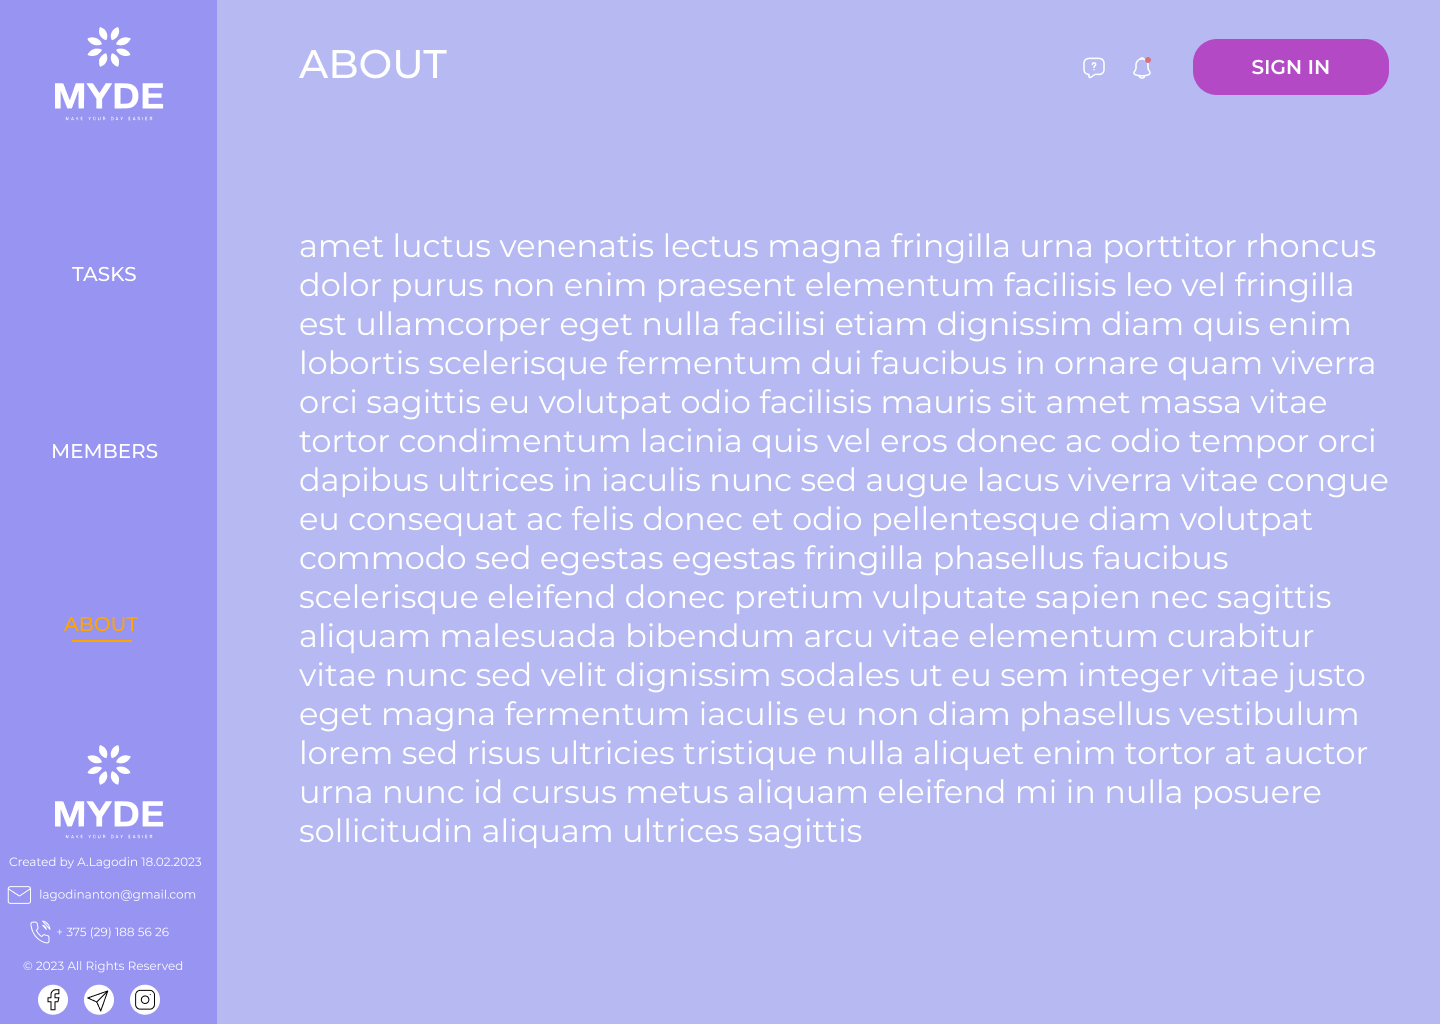 MYDE
MAKE YOUR DAY EASIER
TASKS
MEMBERS
ABOUT
MYDE
MAKE YOUR DAY EASIER
Created by A.Lagodin 18.02.2023
lagodinanton@gmail.com
+ 375 (29) 188 56 26
© 2023 All Rights Reserved
ABOUT
?
SIGN IN
amet luctus venenatis lectus magna fringilla urna porttitor rhoncus
dolor purus non enim praesent elementum facilisis leo vel fringilla
est ullamcorper eget nulla facilisi etiam dignissim diam quis enim
lobortis scelerisque fermentum dui faucibus in ornare quam viverra
orci sagittis eu volutpat odio facilisis mauris sit amet massa vitae
tortor condimentum lacinia quis vel eros donec ac odio tempor orci
dapibus ultrices in iaculis nunc sed augue lacus viverra vitae congue
eu consequat ac felis donec et odio pellentesque diam volutpat
commodo sed egestas egestas fringilla phasellus faucibus
scelerisque eleifend donec pretium vulputate sapien nec sagittis
aliquam malesuada bibendum arcu vitae elementum curabitur
vitae nunc sed velit dignissim sodales ut eu sem integer vitae justo
eget magna fermentum iaculis eu non diam phasellus vestibulum
lorem sed risus ultricies tristique nulla aliquet enim tortor at auctor
urna nunc id cursus metus aliquam eleifend mi in nulla posuere
sollicitudin aliquam ultrices sagittis